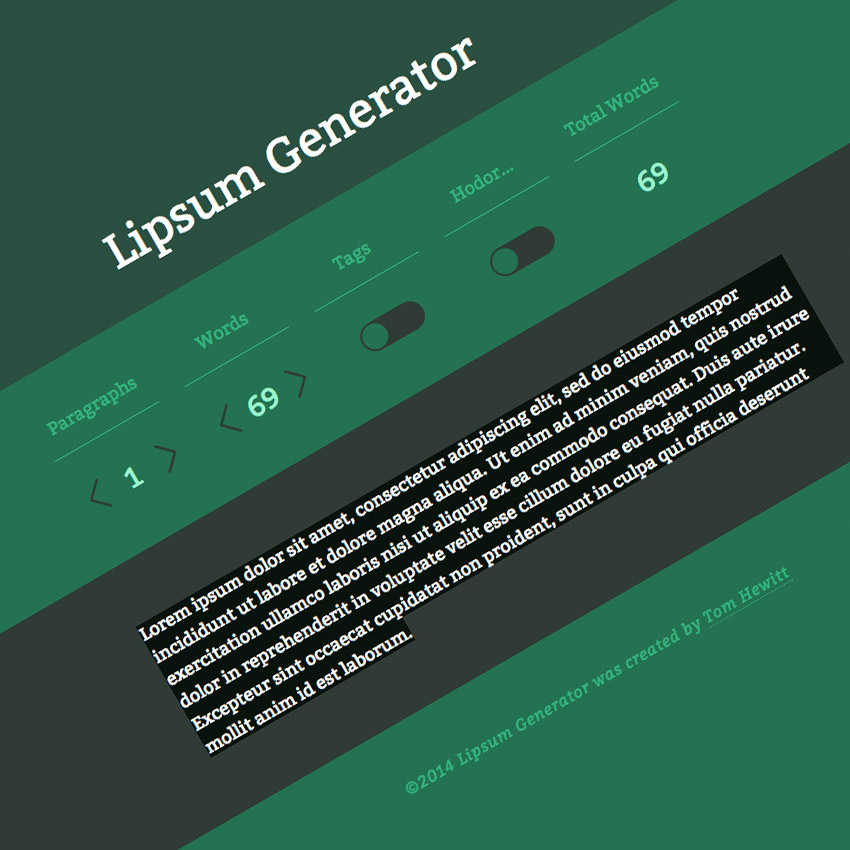 Lipsum Generator
Paragraphs
Words
Tags
Hodor...
Total Words
1
69
69
Lorem ipsum dolor sit amet, consectetur adipiscing elit, sed do eiusmod tempor
incididunt ut labore et dolore magna aliqua. Ut enim ad minim veniam, quis nostrud
exercitation ullamco laboris nisi ut aliquip ex ea commodo consequat. Duis aute irure
dolor in reprehenderit in voluptate velit esse cillum dolore eu fugiat nulla pariatur.
Excepteur sint occaecat cupidatat non proident, sunt in culpa qui officia deserunt
mollit anim id est laborum.
©2014 Lipsum Generator was created by Tom Hewitt